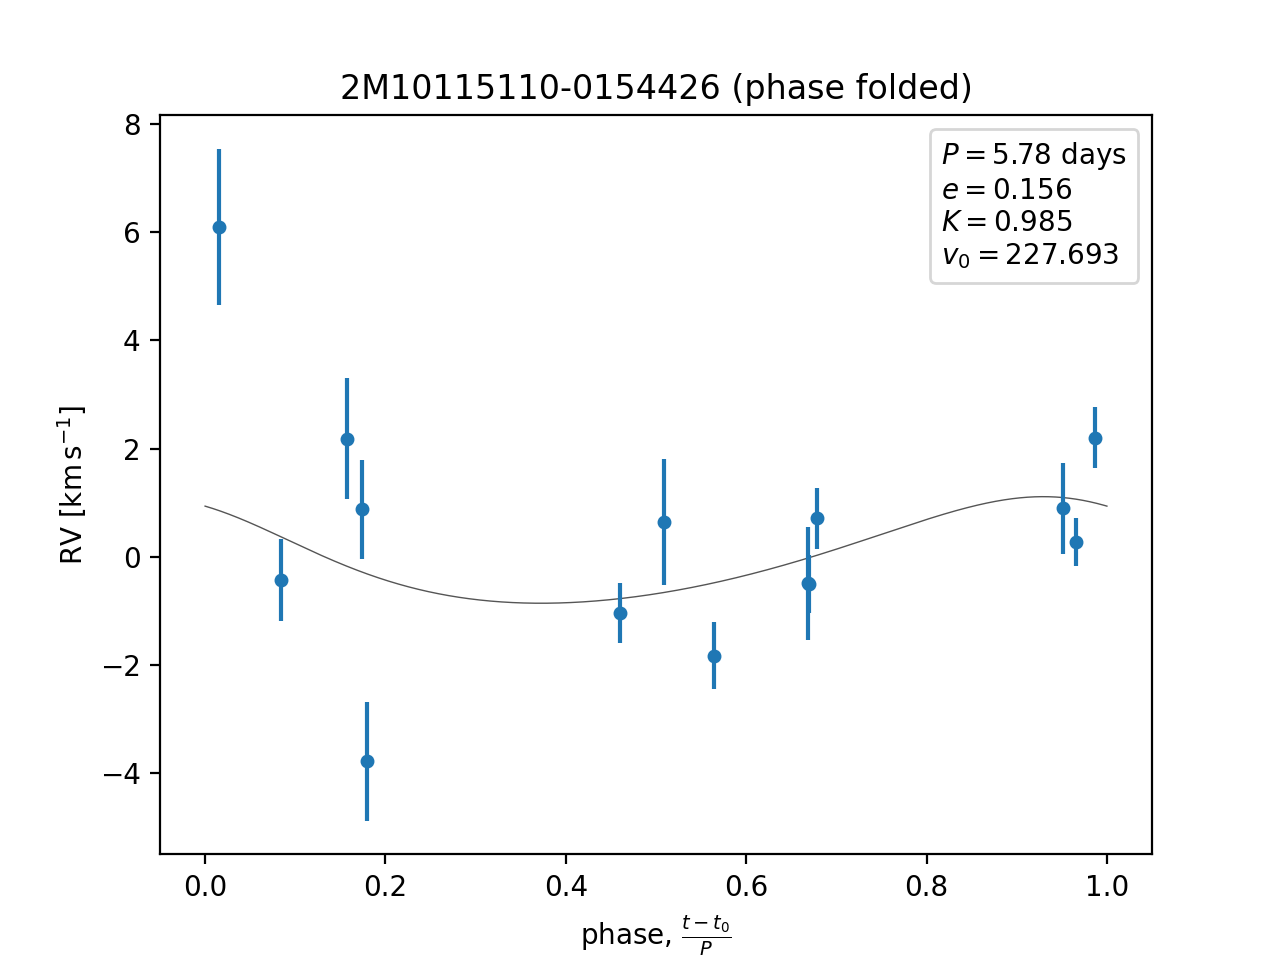 2M10115110-0154426 (phase folded)
P = 5.78 days
e = 0.156
K = 0.985
v₀ = 227.693
RV [km s⁻¹]
8
6
4
2
0
−2
−4
0.0 0.2 0.4 0.6 0.8 1.0
phase, (t − t₀)/P